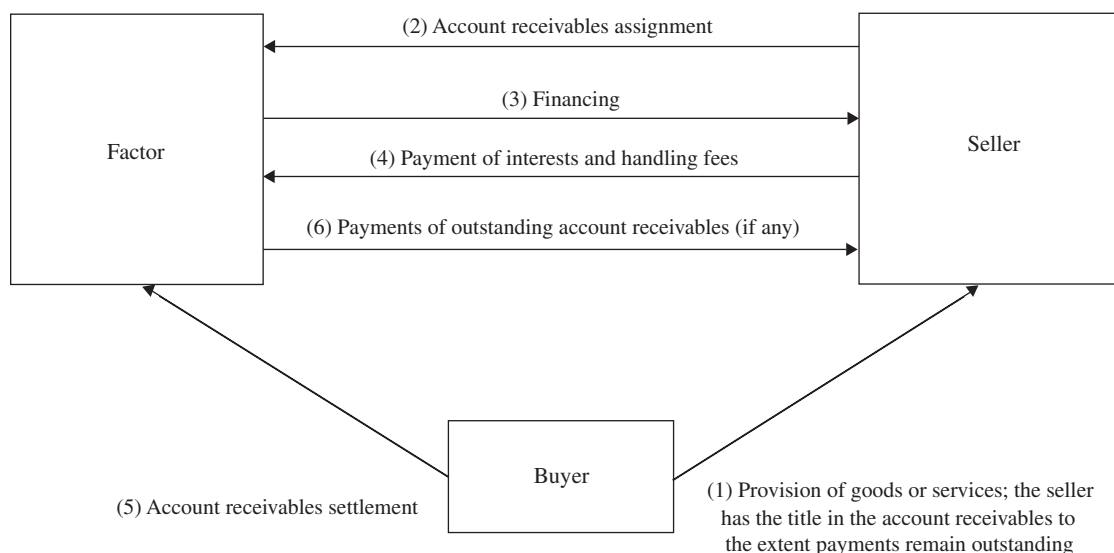 (2) Account receivables assignment
(3) Financing
Factor
Seller
(4) Payment of interests and handling fees
(6) Payments of outstanding account receivables (if any)
Buyer
(5) Account receivables settlement
(1) Provision of goods or services; the seller
has the title in the account receivables to
the extent payments remain outstanding